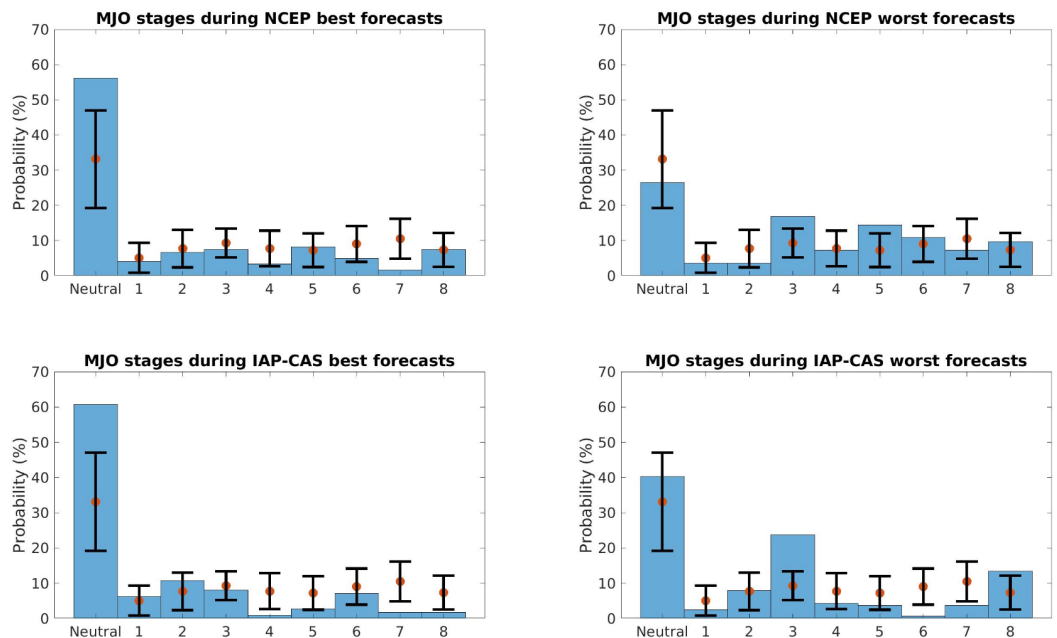 MJO stages during NCEP best forecasts
Probability (%)
70
60
50
40
30
20
10
0
Neutral 1 2 3 4 5 6 7 8
MJO stages during NCEP worst forecasts
Probability (%)
70
60
50
40
30
20
10
0
Neutral 1 2 3 4 5 6 7 8
MJO stages during IAP-CAS best forecasts
Probability (%)
70
60
50
40
30
20
10
0
Neutral 1 2 3 4 5 6 7 8
MJO stages during IAP-CAS worst forecasts
Probability (%)
70
60
50
40
30
20
10
0
Neutral 1 2 3 4 5 6 7 8